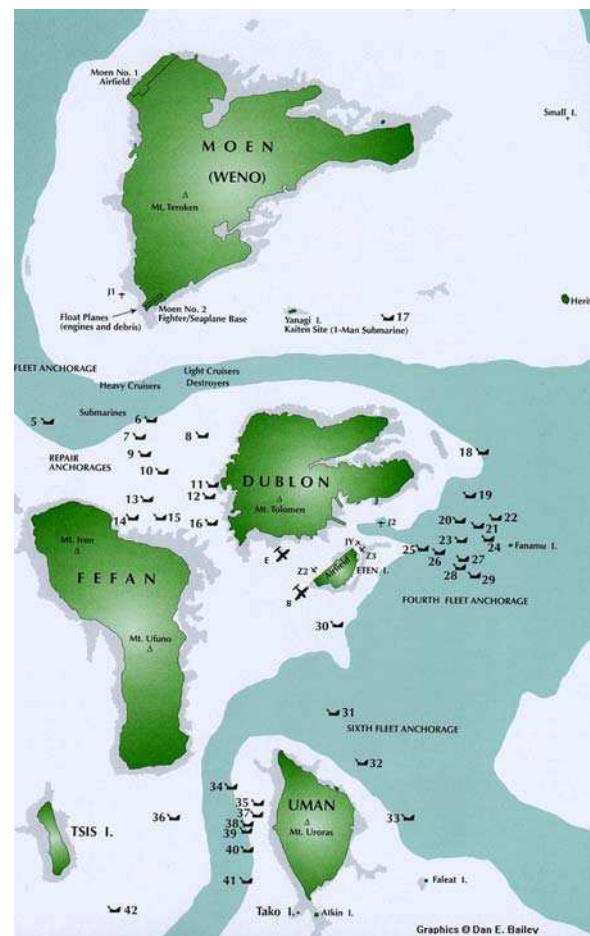 Moen No. 1
Airfield
Small I.
MOEN
(WENO)
Mt. Teroken
J1
Float Planes
(engines and debris)
Moen No. 2
Fighter/Seaplane Base
Yanagi I.
Kaiten Site (1-Man Submarine)
17
Herit
FLEET ANCHORAGE
Heavy Cruisers
Light Cruisers
Destroyers
Submarines
5
6
7
8
9
REPAIR
ANCHORAGES
10
11
12
13
14
15
16
DUBLON
Mt. Tolomen
18
19
20
21
22
23
24
Fanamu I.
25
26
27
28
29
J2
JY
Z3
Z2
Airfield
ETEN I.
E
B
FOURTH FLEET ANCHORAGE
FEFAN
Mt. Ufuno
30
31
SIXTH FLEET ANCHORAGE
32
33
34
35
36
37
38
39
40
41
42
UMAN
Mt. Uroras
TSIS I.
Faleat I.
Tako I.
Atkin I.
Graphics © Dan E. Bailey